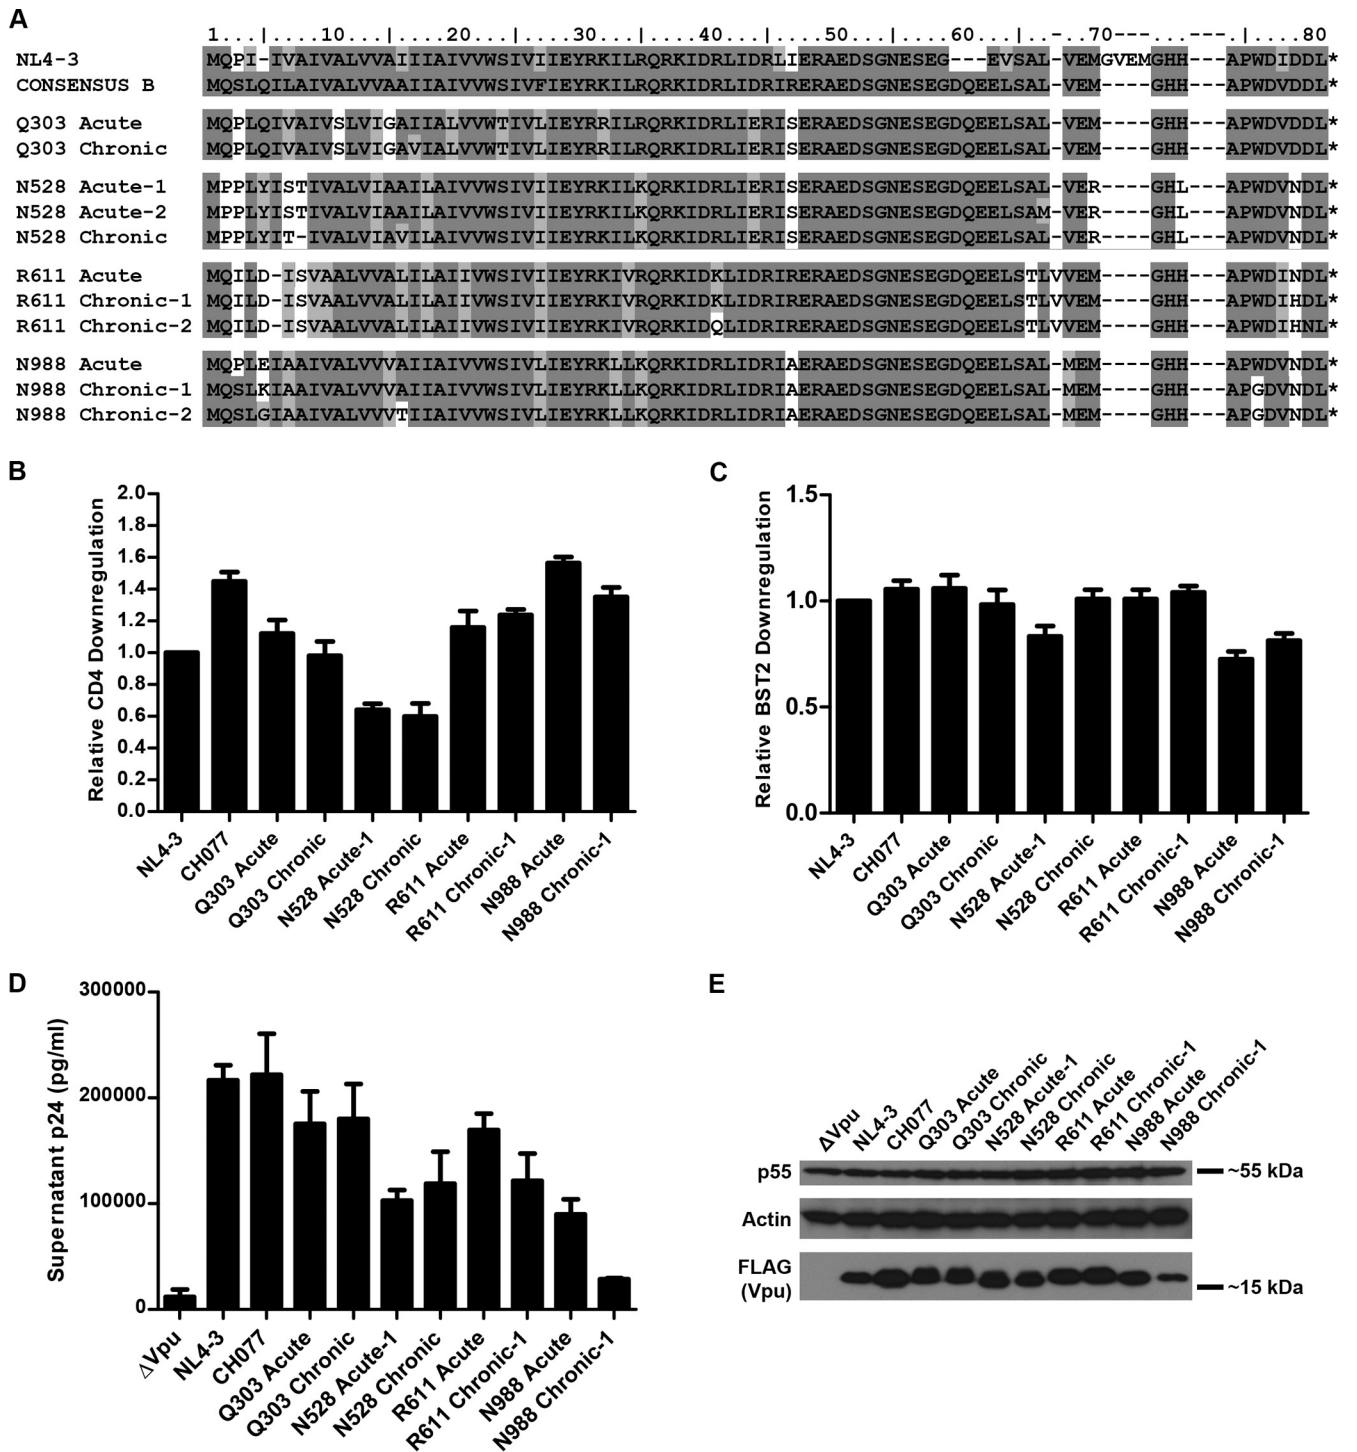 A
1...|....10...|....20...|....30...|....40...|....50...|....60...|..-70..........|....80
NL4-3 MQPI-IVAIVALVVAIIIAIVVWSIVIIEYRKILRQRKIDRLIDRLIERAEDSGNESEG---EVSAL-VEMGVEMGHH---APWDIDDL*
CONSENSUS B MQSLQILAIVALVVAAIIAIVVWSIVFIEYRKILRQRKIDRLIDRIRERAEDSGNESEGDQEELSAL-VEM----GHH---APWDVDDL*
Q303 Acute MQPLQIVAIVSLVIGAIIALVVWTIVLIEYRRILRQRKIDRLIERISERAEDSGNESEGDQEELSAL-VEM----GHH---APWDVDDL*
Q303 Chronic MQPLQIVAIVSLVIGAVIALVVWTIVLIEYRRILRQRKIDRLIERISERAEDSGNESEGDQEELSAL-VEM----GHH---APWDVDDL*
N528 Acute-1 MPPLYISTIVALVIAAILAIVVWSIVIIEYRKILKQRKIDRLIERISERAEDSGNESEGDQEELSAL-VER----GHL---APWDVNDL*
N528 Acute-2 MPPLYISTIVALVIAAILAIVVWSIVIIEYRKILKQRKIDRLIERISERAEDSGNESEGDQEELSAM-VER----GHL---APWDVNDL*
N528 Chronic MPPLYIT-IVALVIAVILAIVVWSIVIIEYRKILKQRKIDRLIERISERAEDSGNESEGDQEELSAL-VER----GHL---APWDVNDL*
R611 Acute MQILD-ISVAALVVALILAIIVWSIVIIEYRKIVRQRKIDKLIDRIRERAEDSGNESEGDQEELSTLVVEM----GHH---APWDINDL*
R611 Chronic-1 MQILD-ISVAALVVALILAIIVWSIVIIEYRKIVRQRKIDKLIDRIRERAEDSGNESEGDQEELSTLVVEM----GHH---APWDIHDL*
R611 Chronic-2 MQILD-ISVAALVVALILAIIVWSIVIIEYRKIVRQRKIDQLIDRIRERAEDSGNESEGDQEELSTLVVEM----GHH---APWDIHNL*
N988 Acute MQPLEIAAIVALVVAIIAIVVWSIVLIEYRKLLKQRKIDRLIDRIAERAEDSGNESEGDQEELSAL-MEM----GHH---APWDVNDL*
N988 Chronic-1 MQSLKIAAIVALVVVAIIAIVVWSIVLIEYRKLLKQRKIDRLIDRIAERAEDSGNESEGDQEELSAL-MEM----GHH---APGDVNDL*
N988 Chronic-2 MQSLGIAAIVALVVVTIIAIVVWSIVLIEYRKLLKQRKIDRLIDRIAERAEDSGNESEGDQEELSAL-MEM----GHH---APGDVNDL*
B
Relative CD4 Downregulation
2.0
1.8
1.6
1.4
1.2
1.0
0.8
0.6
0.4
0.2
0.0
NL4-3
CH077
Q303 Acute
Q303 Chronic
N528 Acute-1
N528 Chronic
R611 Acute
R611 Chronic-1
N988 Acute
N988 Chronic-1
C
Relative BST2 Downregulation
1.5
1.0
0.5
0.0
NL4-3
CH077
Q303 Acute
Q303 Chronic
N528 Acute-1
N528 Chronic
R611 Acute
R611 Chronic-1
N988 Acute
N988 Chronic-1
D
Supernatant p24 (pg/ml)
300000
200000
100000
0
ΔVpu
NL4-3
CH077
Q303 Acute
Q303 Chronic
N528 Acute-1
N528 Chronic
R611 Acute
R611 Chronic-1
N988 Acute
N988 Chronic-1
E
ΔVpu
NL4-3
CH077
Q303 Acute
Q303 Chronic
N528 Acute-1
N528 Chronic
R611 Acute
R611 Chronic-1
N988 Acute
N988 Chronic-1
p55
~55 kDa
Actin
FLAG
(Vpu)
~15 kDa